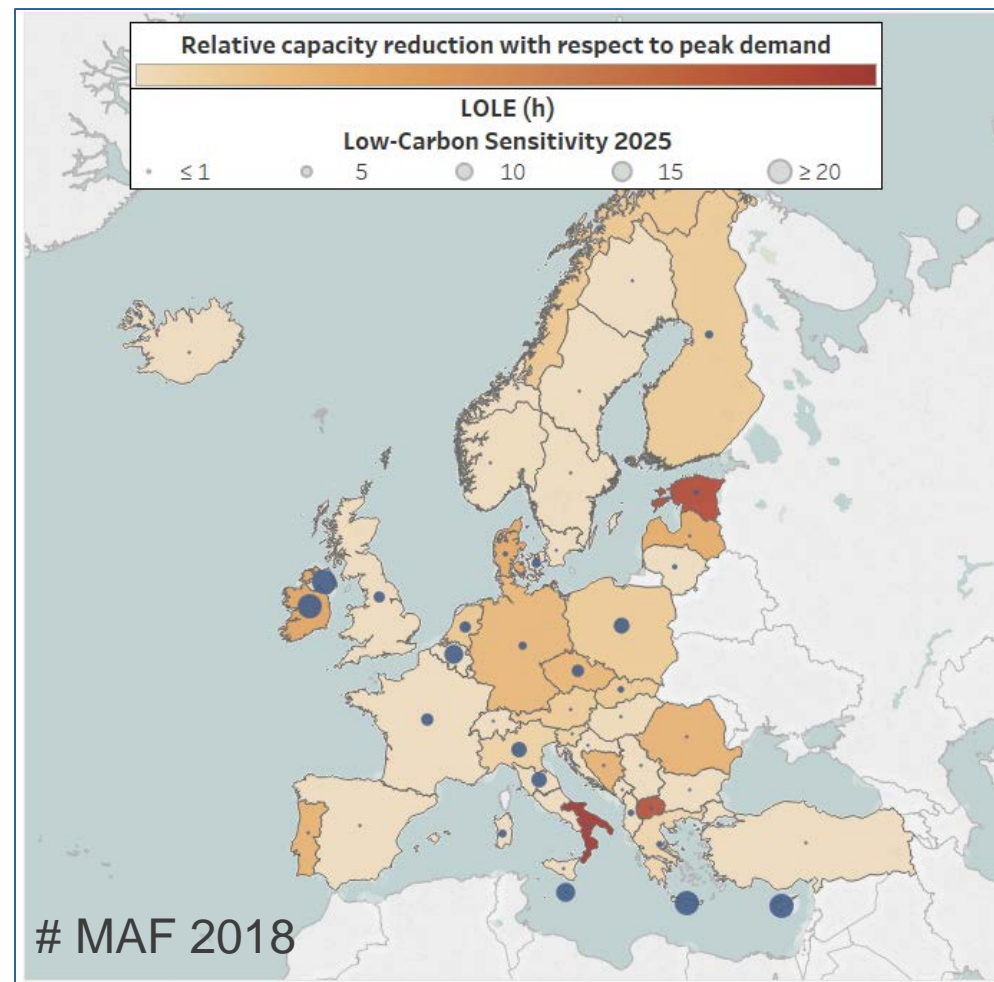 Relative capacity reduction with respect to peak demand
LOLE (h)
Low-Carbon Sensitivity 2025
≤ 1 5 10 15 ≥ 20
# MAF 2018